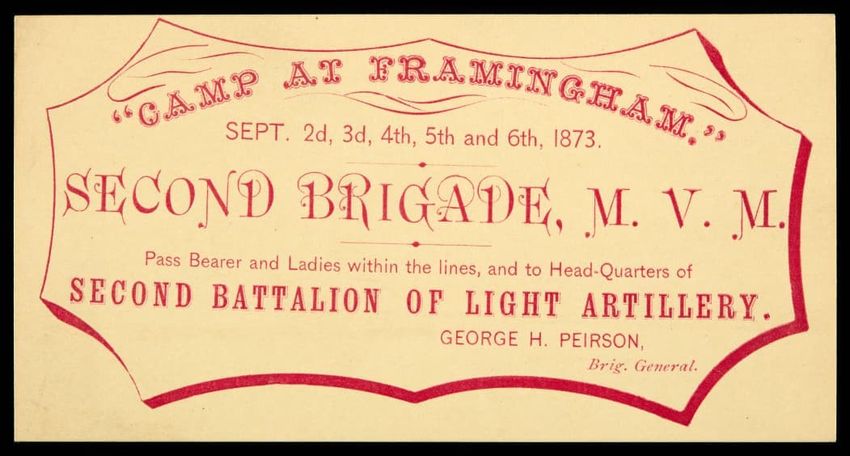 "CAMP AT FRAMINGHAM."
SEPT. 2d, 3d, 4th, 5th and 6th, 1873.
SECOND BRIGADE, M. V. M.
Pass Bearer and Ladies within the lines, and to Head-Quarters of
SECOND BATTALION OF LIGHT ARTILLERY.
GEORGE H. PEIRSON,
Brig. General.